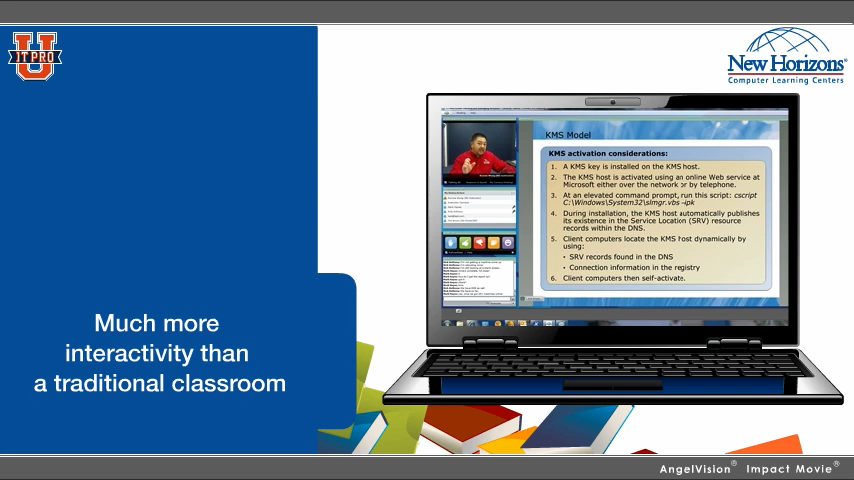 U
IT PRO
New Horizons®
Computer Learning Centers
KMS Model
KMS activation considerations:
1. A KMS key is installed on the KMS host.
2. The KMS host is activated using an online Web service at
Microsoft either over the network or by telephone.
3. At an elevated command prompt, run this script: cscript
C:\Windows\System32\slmgr.vbs -ipk
4. During installation, the KMS host automatically publishes
its existence in the Service Location (SRV) resource
records within the DNS.
5. Client computers locate the KMS host dynamically by
using:
• SRV records found in the DNS
• Connection information in the registry
6. Client computers then self-activate.
Much more
interactivity than
a traditional classroom
AngelVision® Impact Movie®